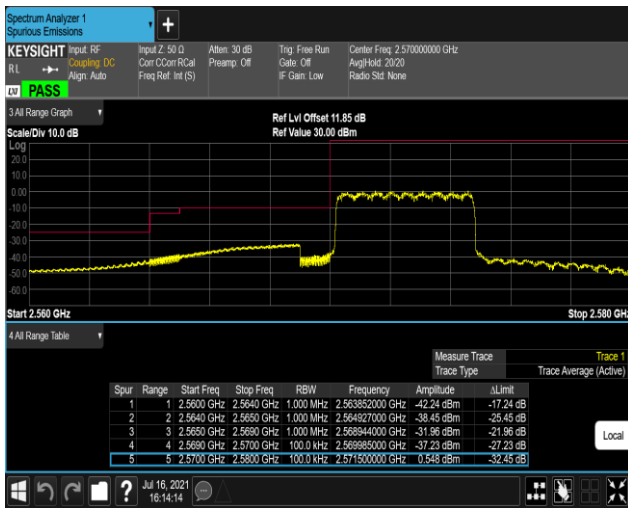 Spectrum Analyzer 1
Spurious Emissions
KEYSIGHT
RL
LXI
PASS
Input: RF
Coupling: DC
Align: Auto
Input Z: 50 Ω
Corr CCorr RCal
Freq Ref: Int (S)
Atten: 30 dB
Preamp: Off
Trig: Free Run
Gate: Off
IF Gain: Low
Center Freq: 2.570000000 GHz
Avg|Hold: 20/20
Radio Std: None
3 All Range Graph
Scale/Div 10.0 dB
Ref Lvl Offset 11.85 dB
Ref Value 30.00 dBm
Log
20.0
10.0
0.00
-10.0
-20.0
-30.0
-40.0
-50.0
-60.0
Start 2.560 GHz
Stop 2.580 GHz
4 All Range Table
Measure Trace Trace 1
Trace Type Trace Average (Active)
Spur Range Start Freq Stop Freq RBW Frequency Amplitude ΔLimit
1 1 2.5600 GHz 2.5640 GHz 1.000 MHz 2.563852000 GHz -42.24 dBm -17.24 dB
2 2 2.5640 GHz 2.5650 GHz 1.000 MHz 2.564927000 GHz -38.45 dBm -25.45 dB
3 3 2.5650 GHz 2.5690 GHz 1.000 MHz 2.568944000 GHz -31.96 dBm -21.96 dB
4 4 2.5690 GHz 2.5700 GHz 100.0 kHz 2.569985000 GHz -37.23 dBm -27.23 dB
5 5 2.5700 GHz 2.5800 GHz 100.0 kHz 2.571500000 GHz 0.548 dBm -32.45 dB
Local
?
Jul 16, 2021
16:14:14